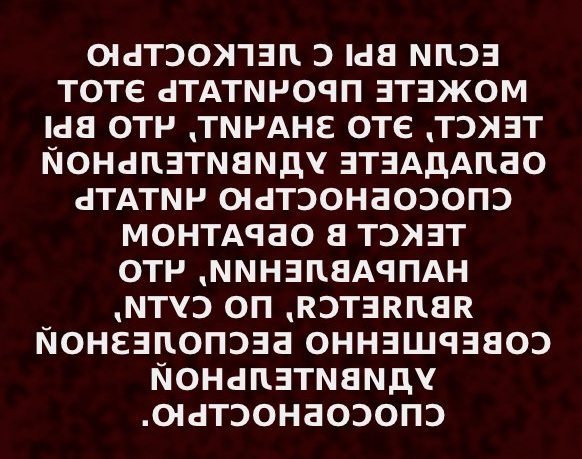 ЕСЛИ ВЫ С ЛЕГКОСТЬЮ
МОЖЕТЕ ПРОЧИТАТЬ ЭТОТ
ТЕКСТ, ЭТО ЗНАЧИТ, ЧТО ВЫ
ОБЛАДАЕТЕ УДИВИТЕЛЬНОЙ
СПОСОБНОСТЬЮ ЧИТАТЬ
ТЕКСТ В ОБРАТНОМ
НАПРАВЛЕНИИ, ЧТО
ЯВЛЯЕТСЯ, ПО СУТИ,
СОВЕРШЕННО БЕСПОЛЕЗНОЙ
УДИВИТЕЛЬНОЙ
СПОСОБНОСТЬЮ.